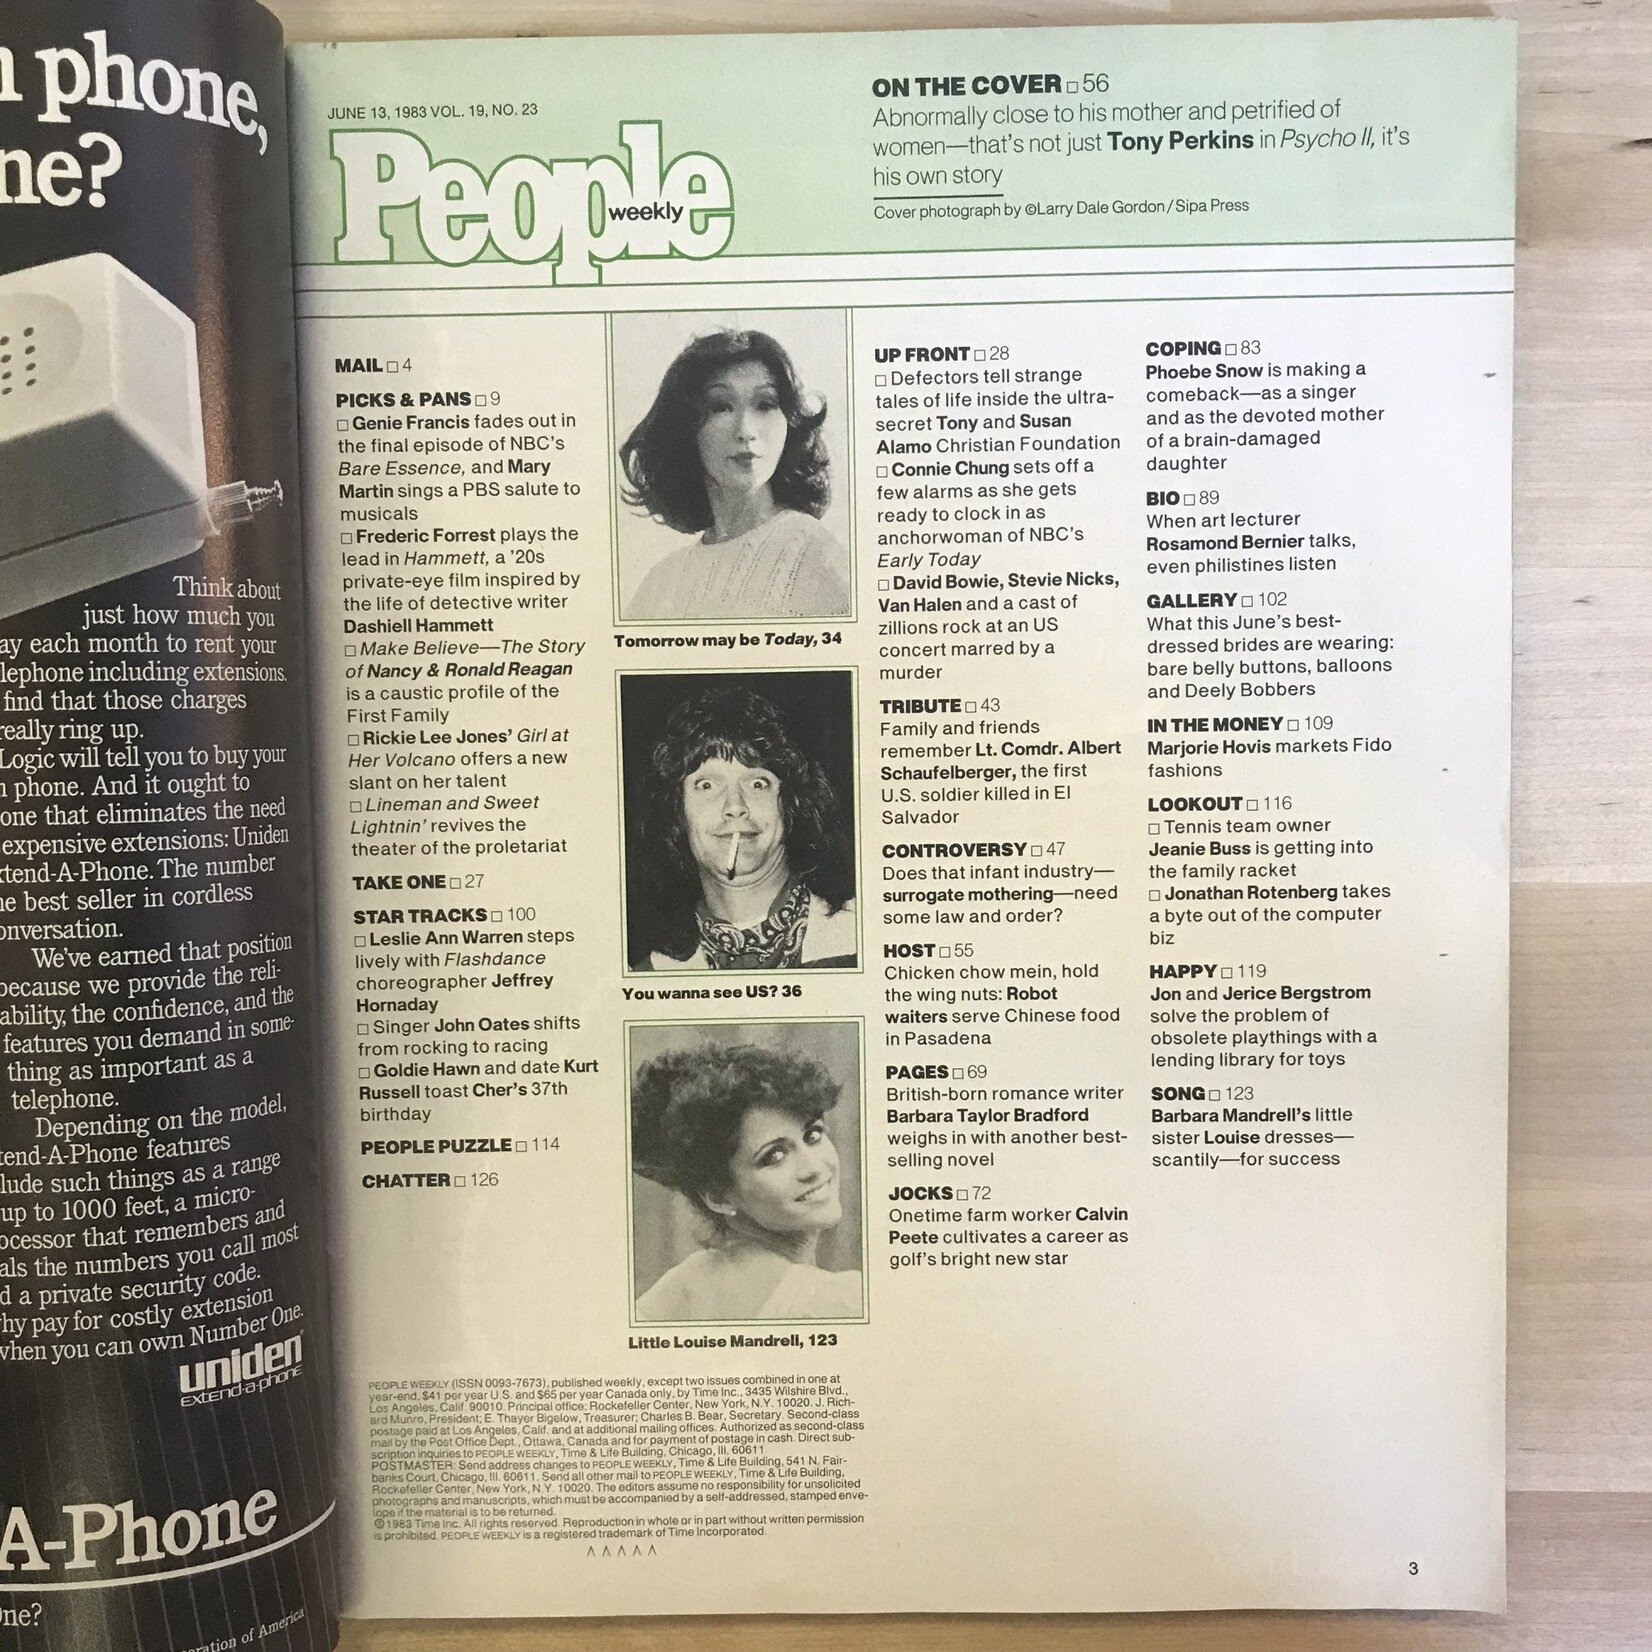 phone,
ne?
Think about
just how much you
ay each month to rent your
lephone including extensions.
find that those charges
really ring up.
Logic will tell you to buy your
n phone. And it ought to
one that eliminates the need
expensive extensions: Uniden
tend-A-Phone. The number
ne best seller in cordless
onversation.
We've earned that position
because we provide the reli-
ability, the confidence, and the
features you demand in some-
thing as important as a
telephone.
Depending on the model,
tend-A-Phone features
lude such things as a range
up to 1000 feet, a micro-
ocessor that remembers and
als the numbers you call most
d a private security code.
hy pay for costly extension
when you can own Number One.
uniden
Extend-a-phone
A-Phone
One?
ration of America
JUNE 13, 1983 VOL. 19, NO. 23
People
weekly
ON THE COVER □ 56
Abnormally close to his mother and petrified of
women—that's not just Tony Perkins in Psycho II, it's
his own story
Cover photograph by ©Larry Dale Gordon/Sipa Press
MAIL □ 4
PICKS & PANS □ 9
□ Genie Francis fades out in
the final episode of NBC's
Bare Essence, and Mary
Martin sings a PBS salute to
musicals
□ Frederic Forrest plays the
lead in Hammett, a '20s
private-eye film inspired by
the life of detective writer
Dashiell Hammett
□ Make Believe—The Story
of Nancy & Ronald Reagan
is a caustic profile of the
First Family
□ Rickie Lee Jones' Girl at
Her Volcano offers a new
slant on her talent
□ Lineman and Sweet
Lightnin' revives the
theater of the proletariat
TAKE ONE □ 27
STAR TRACKS □ 100
□ Leslie Ann Warren steps
lively with Flashdance
choreographer Jeffrey
Hornaday
□ Singer John Oates shifts
from rocking to racing
□ Goldie Hawn and date Kurt
Russell toast Cher's 37th
birthday
PEOPLE PUZZLE □ 114
CHATTER □ 126
Tomorrow may be Today, 34
You wanna see US? 36
Little Louise Mandrell, 123
UP FRONT □ 28
□ Defectors tell strange
tales of life inside the ultra-
secret Tony and Susan
Alamo Christian Foundation
□ Connie Chung sets off a
few alarms as she gets
ready to clock in as
anchorwoman of NBC's
Early Today
□ David Bowie, Stevie Nicks,
Van Halen and a cast of
zillions rock at an US
concert marred by a
murder
TRIBUTE □ 43
Family and friends
remember Lt. Comdr. Albert
Schaufelberger, the first
U.S. soldier killed in El
Salvador
CONTROVERSY □ 47
Does that infant industry—
surrogate mothering—need
some law and order?
HOST □ 55
Chicken chow mein, hold
the wing nuts: Robot
waiters serve Chinese food
in Pasadena
PAGES □ 69
British-born romance writer
Barbara Taylor Bradford
weighs in with another best-
selling novel
JOCKS □ 72
Onetime farm worker Calvin
Peete cultivates a career as
golf's bright new star
COPING □ 83
Phoebe Snow is making a
comeback—as a singer
and as the devoted mother
of a brain-damaged
daughter
BIO □ 89
When art lecturer
Rosamond Bernier talks,
even philistines listen
GALLERY □ 102
What this June's best-
dressed brides are wearing:
bare belly buttons, balloons
and Deely Bobbers
IN THE MONEY □ 109
Marjorie Hovis markets Fido
fashions
LOOKOUT □ 116
□ Tennis team owner
Jeanie Buss is getting into
the family racket
□ Jonathan Rotenberg takes
a byte out of the computer
biz
HAPPY □ 119
Jon and Jerice Bergstrom
solve the problem of
obsolete playthings with a
lending library for toys
SONG □ 123
Barbara Mandrell's little
sister Louise dresses—
scantily—for success
PEOPLE WEEKLY (ISSN 0093-7673), published weekly, except two issues combined in one at
year-end, $41 per year U.S. and $65 per year Canada only, by Time Inc., 3435 Wilshire Blvd.,
Los Angeles, Calif. 90010. Principal office: Rockefeller Center, New York, N.Y. 10020. J. Rich-
ard Munro, President; E. Thayer Bigelow, Treasurer; Charles B. Bear, Secretary. Second-class
postage paid at Los Angeles, Calif. and at additional mailing offices. Authorized as second-class
mail by the Post Office Dept., Ottawa, Canada and for payment of postage in cash. Direct sub-
scription inquiries to PEOPLE WEEKLY, Time & Life Building, Chicago, Ill. 60611
POSTMASTER: Send address changes to PEOPLE WEEKLY, Time & Life Building, 541 N. Fair-
banks Court, Chicago, Ill. 60611. Send all other mail to PEOPLE WEEKLY, Time & Life Building,
Rockefeller Center, New York, N.Y. 10020. The editors assume no responsibility for unsolicited
photographs and manuscripts, which must be accompanied by a self-addressed, stamped enve-
lope if the material is to be returned.
©1983 Time Inc. All rights reserved. Reproduction in whole or in part without written permission
is prohibited. PEOPLE WEEKLY is a registered trademark of Time Incorporated.
^ ^ ^ ^ ^
3